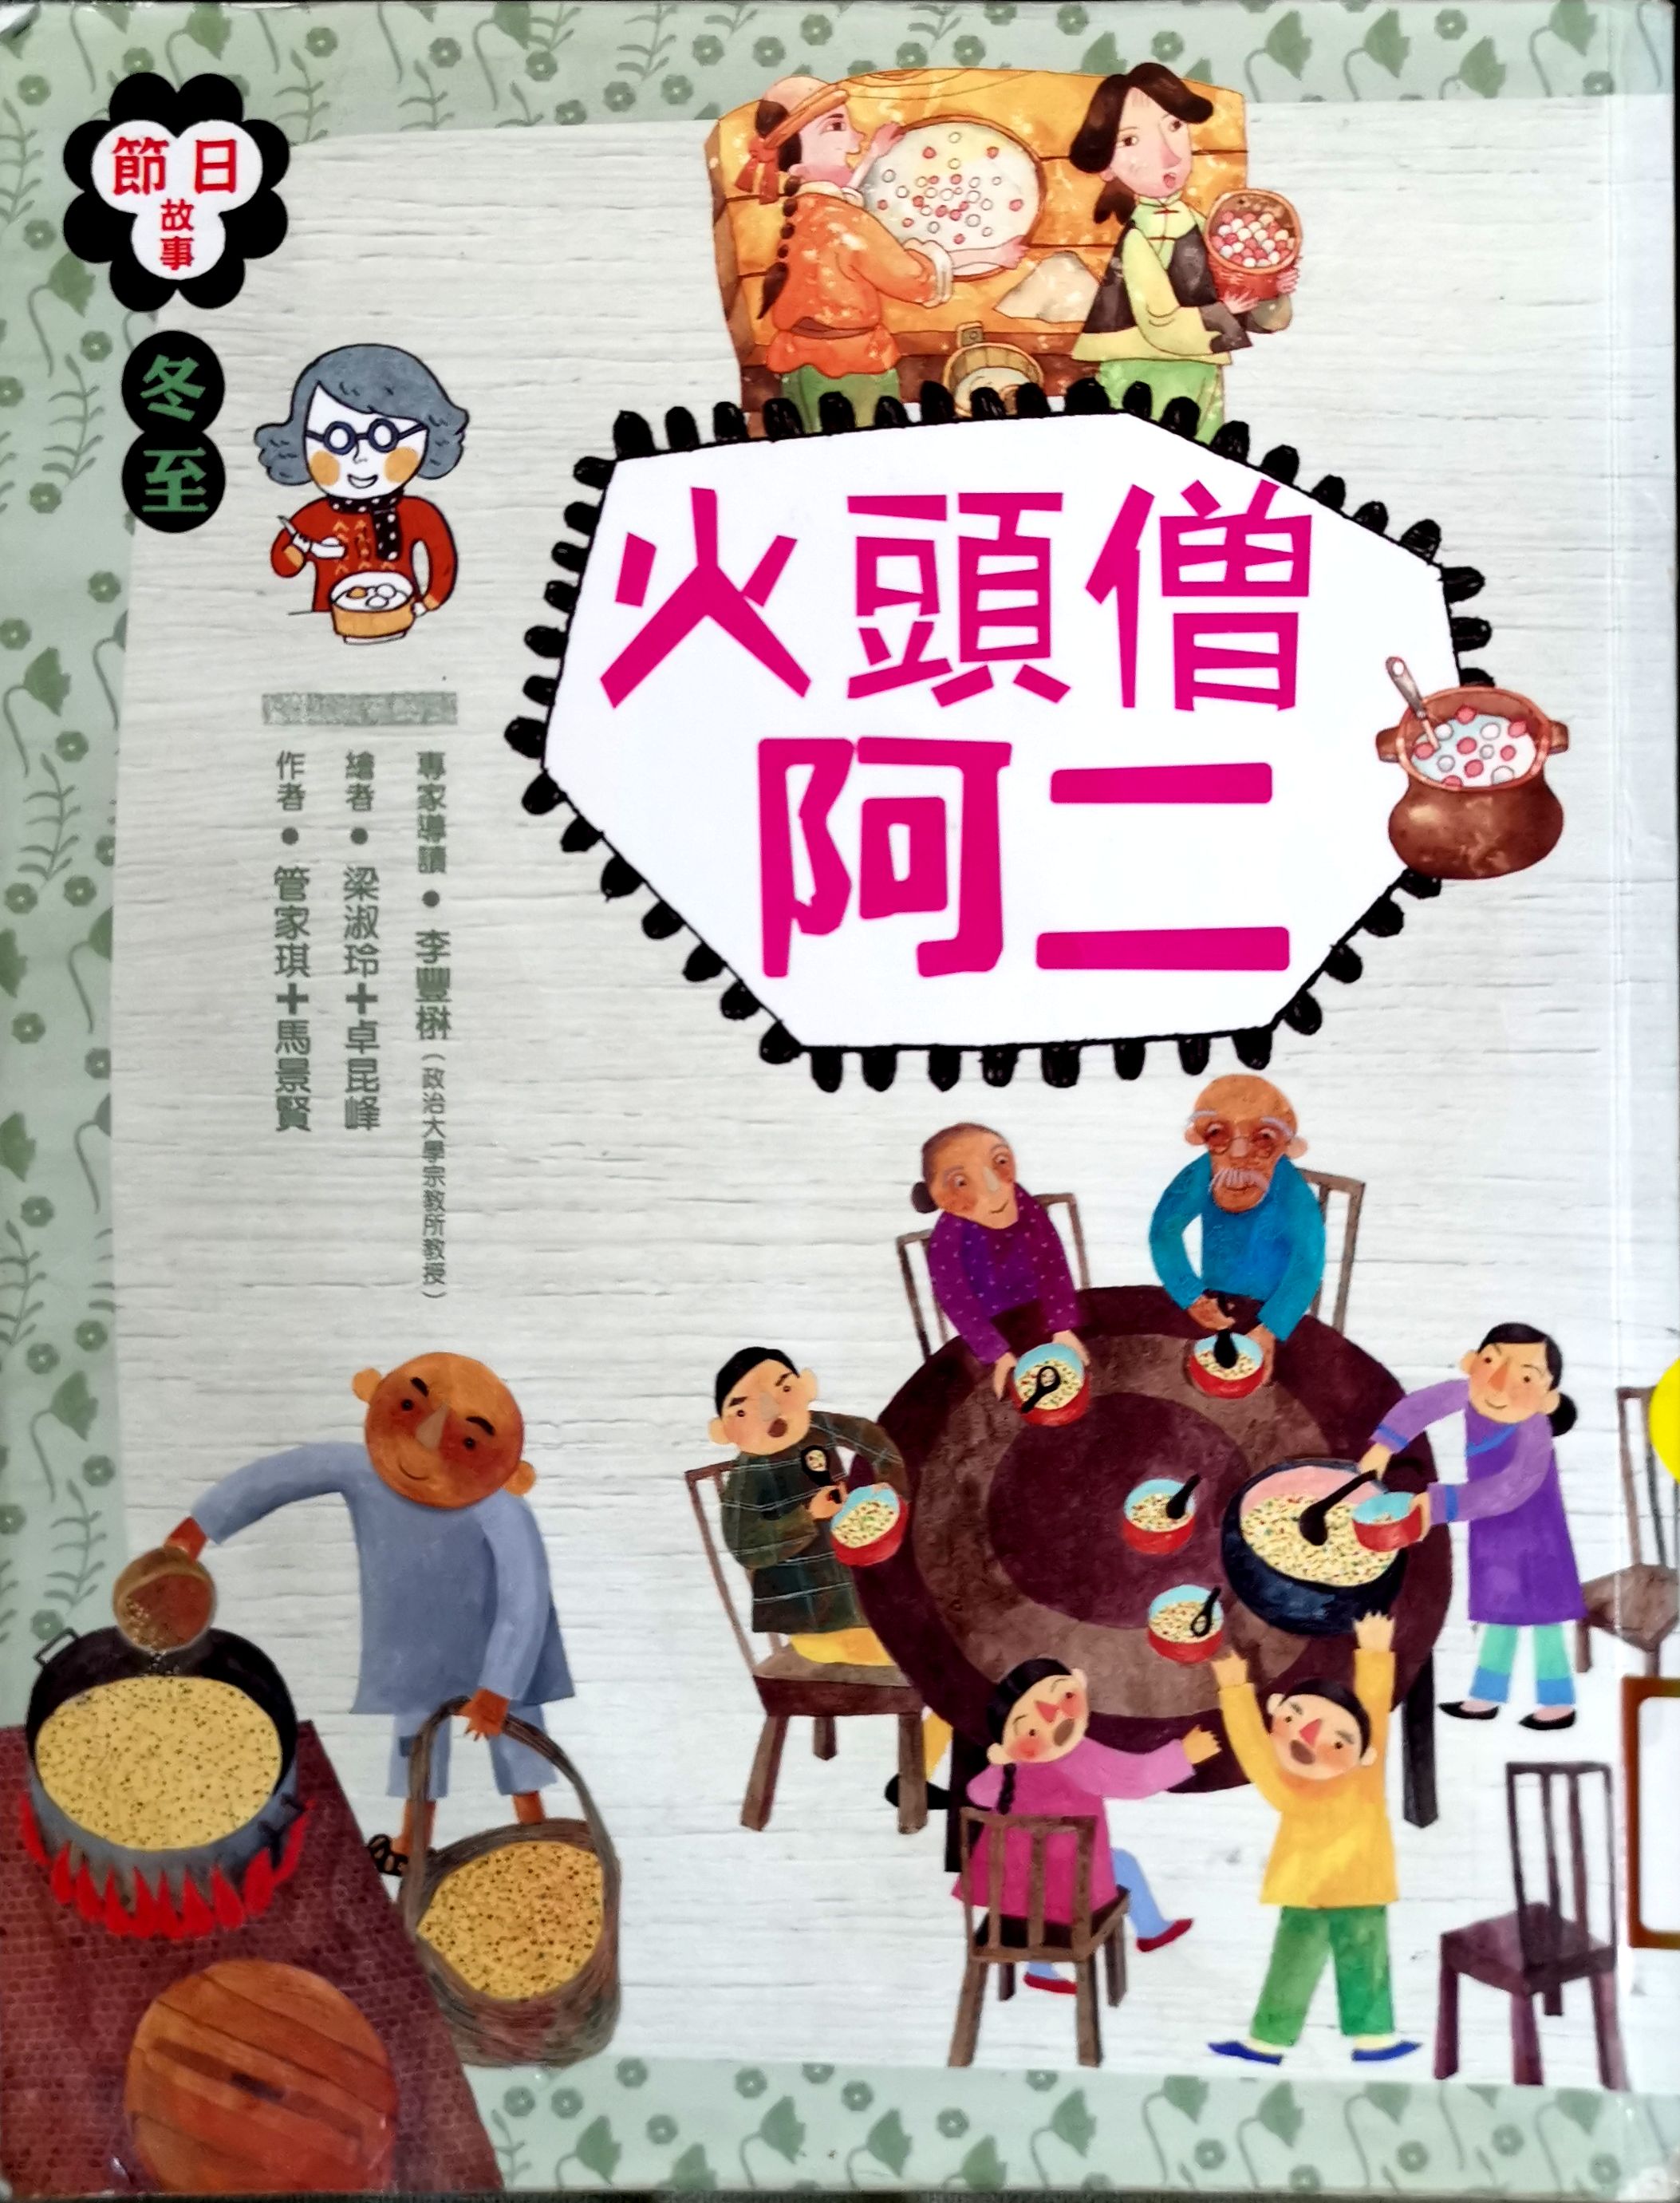 節日
故事
冬至
火頭僧
阿二
專家導讀●李豐楙（政治大學宗教所教授）
繪者●梁淑玲+卓昆峰
作者●管家琪+馬景賢